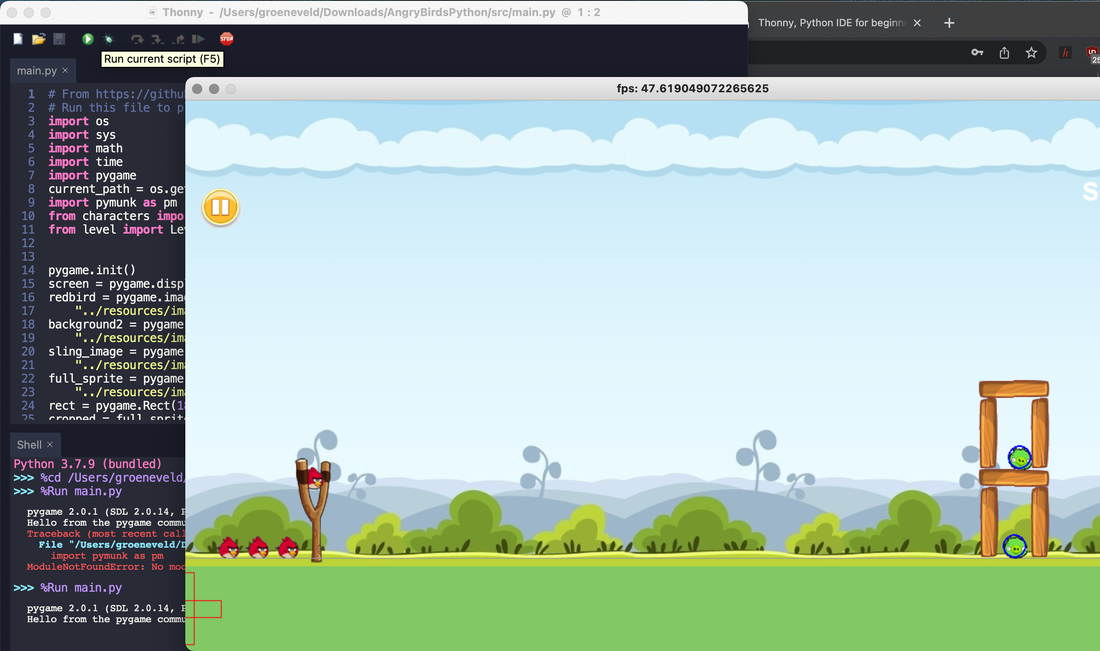 Thonny - /Users/groeneveld/Downloads/AngryBirdsPython/src/main.py @ 1 : 2
Thonny, Python IDE for beginn
STOP
Run current script (F5)
main.py ×
fps: 47.619049072265625
1 # From https://githu
2 # Run this file to p
3 import os
4 import sys
5 import math
6 import time
7 import pygame
8 current_path = os.ge
9 import pymunk as pm
10 from characters impo
11 from level import Le
12
13
14 pygame.init()
15 screen = pygame.disp
16 redbird = pygame.ima
17 "../resources/im
18 background2 = pygame
19 "../resources/im
20 sling_image = pygame
21 "../resources/im
22 full_sprite = pygame
23 "../resources/im
24 rect = pygame.Rect(1
25 cropped = full_sprit
S
Shell ×
Python 3.7.9 (bundled)
>>> %cd /Users/groeneveld/
>>> %Run main.py
pygame 2.0.1 (SDL 2.0.14, P
Hello from the pygame commu
Traceback (most recent call
File "/Users/groeneveld/D
import pymunk as pm
ModuleNotFoundError: No mod
>>> %Run main.py
pygame 2.0.1 (SDL 2.0.14, P
Hello from the pygame commu